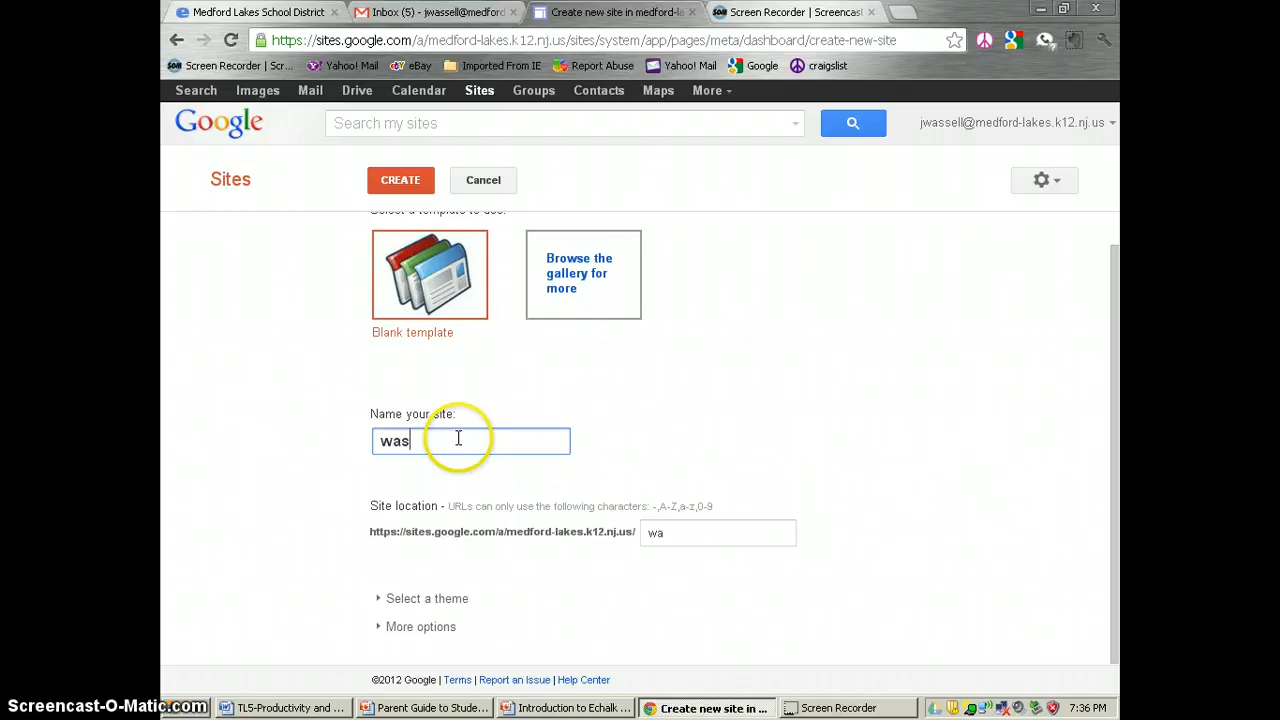 Medford Lakes School District
Inbox (5) - jwassell@medford
Create new site in medford-la
Screen Recorder | Screencast
https://sites.google.com/a/medford-lakes.k12.nj.us/sites/system/app/pages/meta/dashboard/create-new-site
Screen Recorder | Scr...
Yahoo! Mail
eBay
Imported From IE
Report Abuse
Yahoo! Mail
Google
craigslist
Search Images Mail Drive Calendar Sites Groups Contacts Maps More
Google
Search my sites
jwassell@medford-lakes.k12.nj.us
Sites
CREATE
Cancel
Select a template to use:
Browse the
gallery for
more
Blank template
Name your site:
was
Site location - URLs can only use the following characters: -,A-Z,a-z,0-9
https://sites.google.com/a/medford-lakes.k12.nj.us/ wa
Select a theme
More options
©2012 Google | Terms | Report an Issue | Help Center
Screencast-O-Matic.com
TL5-Productivity and ...
Parent Guide to Stude...
Introduction to Echalk ...
Create new site in ...
Screen Recorder
7:36 PM